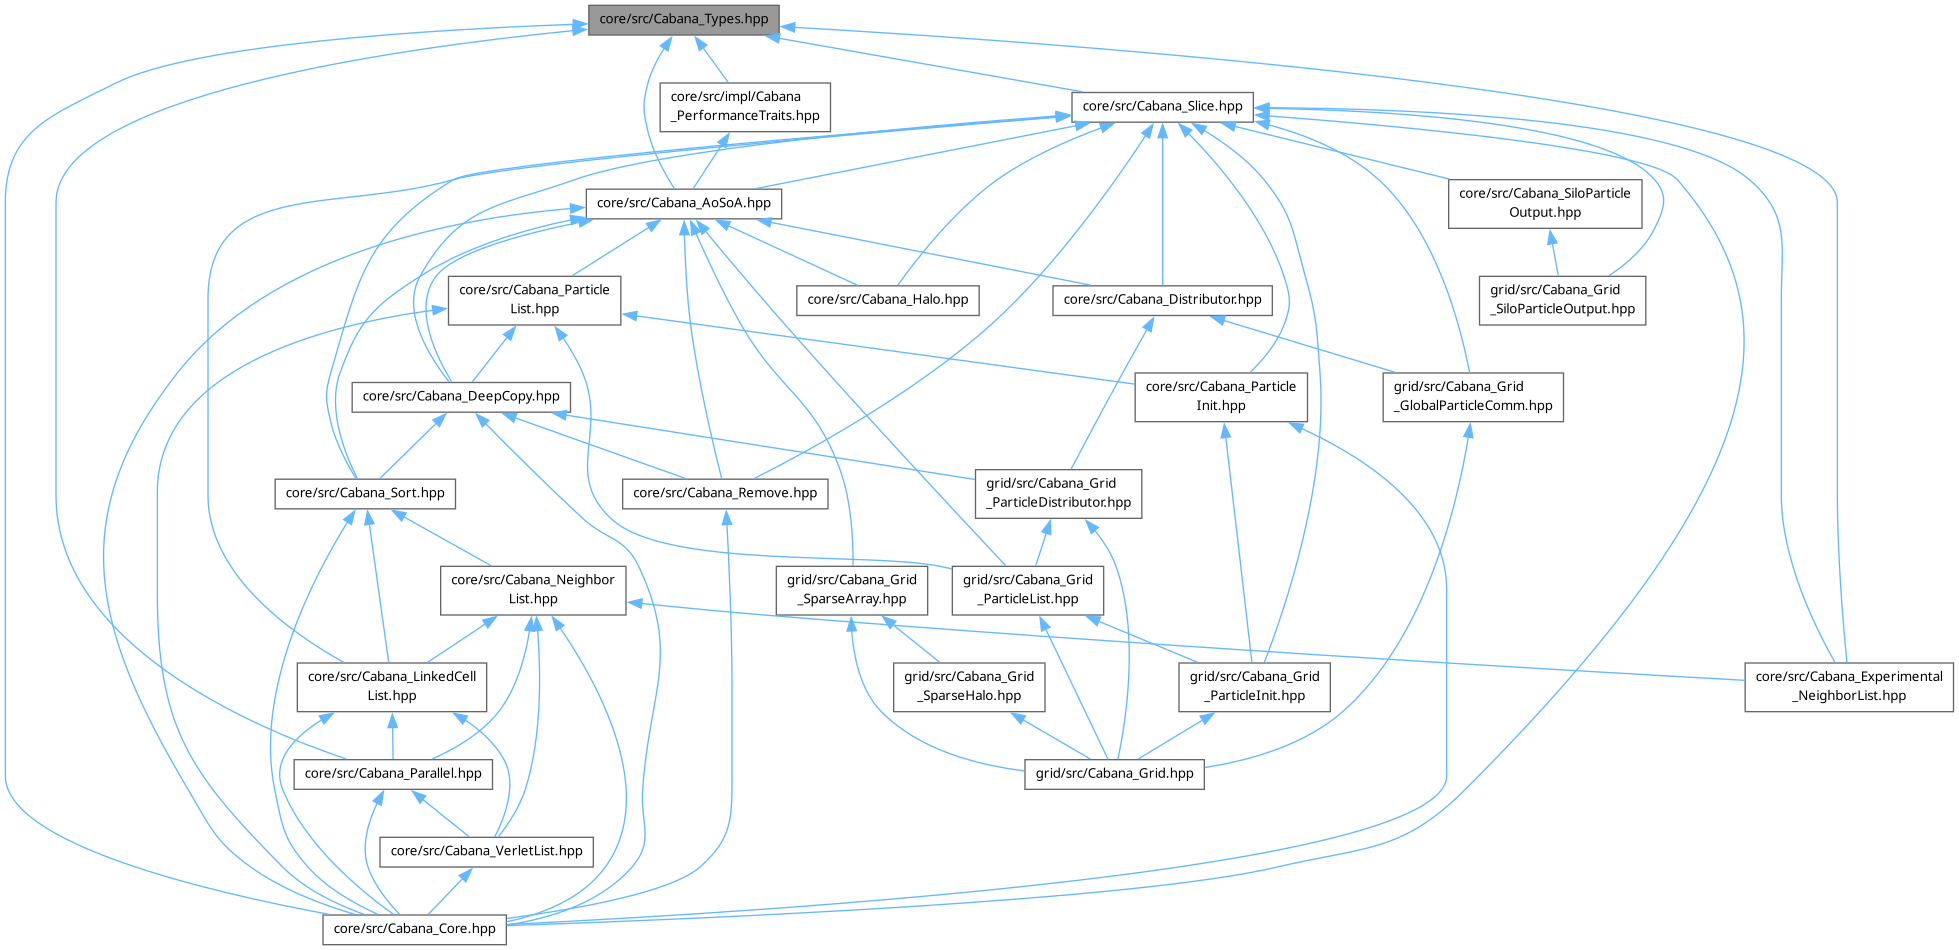 core/src/Cabana_Types.hpp
core/src/impl/Cabana
_PerformanceTraits.hpp
core/src/Cabana_Slice.hpp
core/src/Cabana_AoSoA.hpp
core/src/Cabana_SiloParticle
Output.hpp
core/src/Cabana_Particle
List.hpp
core/src/Cabana_Halo.hpp
core/src/Cabana_Distributor.hpp
grid/src/Cabana_Grid
_SiloParticleOutput.hpp
core/src/Cabana_DeepCopy.hpp
core/src/Cabana_Particle
Init.hpp
grid/src/Cabana_Grid
_GlobalParticleComm.hpp
core/src/Cabana_Sort.hpp
core/src/Cabana_Remove.hpp
grid/src/Cabana_Grid
_ParticleDistributor.hpp
core/src/Cabana_Neighbor
List.hpp
grid/src/Cabana_Grid
_SparseArray.hpp
grid/src/Cabana_Grid
_ParticleList.hpp
core/src/Cabana_LinkedCell
List.hpp
grid/src/Cabana_Grid
_SparseHalo.hpp
grid/src/Cabana_Grid
_ParticleInit.hpp
core/src/Cabana_Experimental
_NeighborList.hpp
core/src/Cabana_Parallel.hpp
grid/src/Cabana_Grid.hpp
core/src/Cabana_VerletList.hpp
core/src/Cabana_Core.hpp